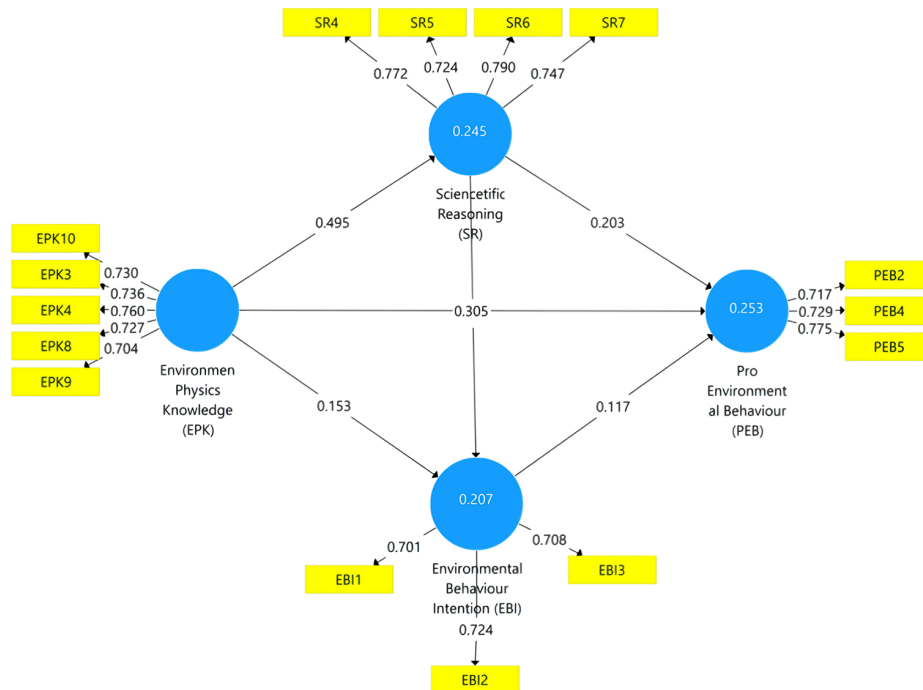 SR4 SR5 SR6 SR7
0.772 0.724 0.790 0.747
0.245
Sciencetific
Reasoning
(SR)
0.495
0.203
EPK10
EPK3
EPK4
EPK8
EPK9
0.730
0.736
0.760
0.727
0.704
Environmen
Physics
Knowledge
(EPK)
0.305
0.253
Pro
Environment
al Behaviour
(PEB)
0.717
0.729
0.775
PEB2
PEB4
PEB5
0.153
0.117
0.207
Environmental
Behaviour
Intention (EBI)
0.701
0.708
0.724
EBI1
EBI3
EBI2